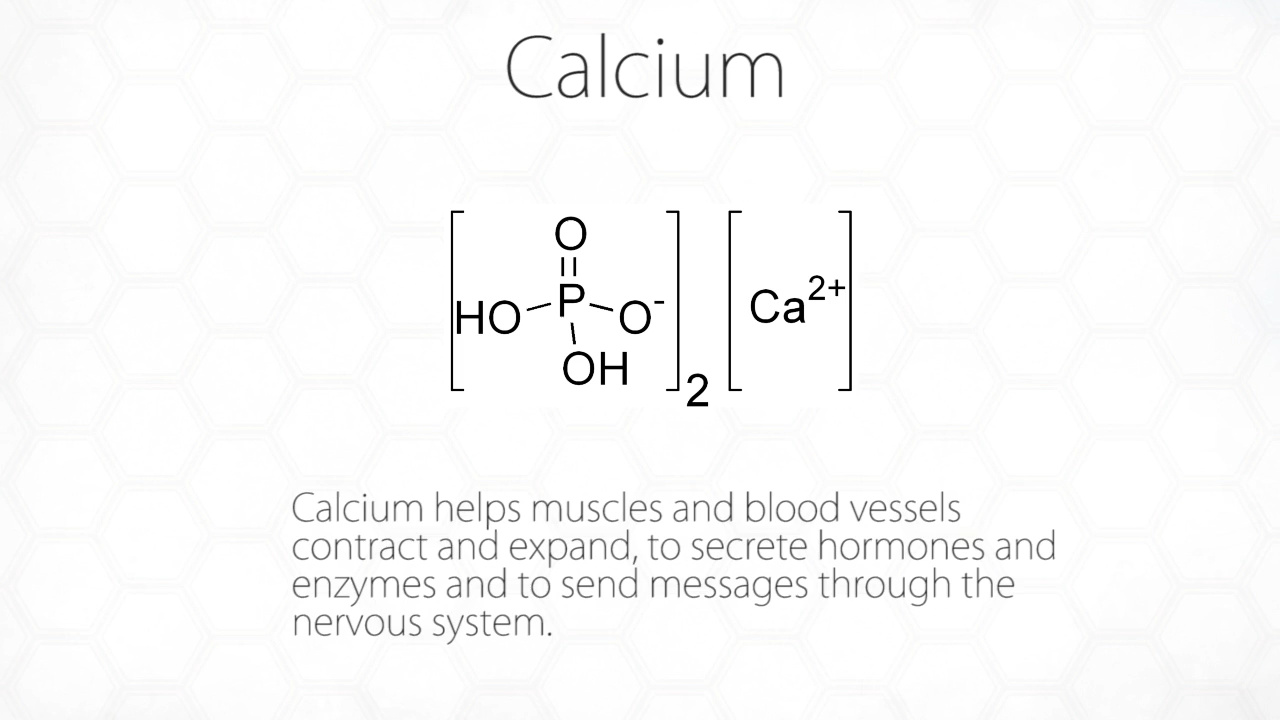 Calcium
O
HO P O-
OH
2
Ca2+
Calcium helps muscles and blood vessels
contract and expand, to secrete hormones and
enzymes and to send messages through the
nervous system.